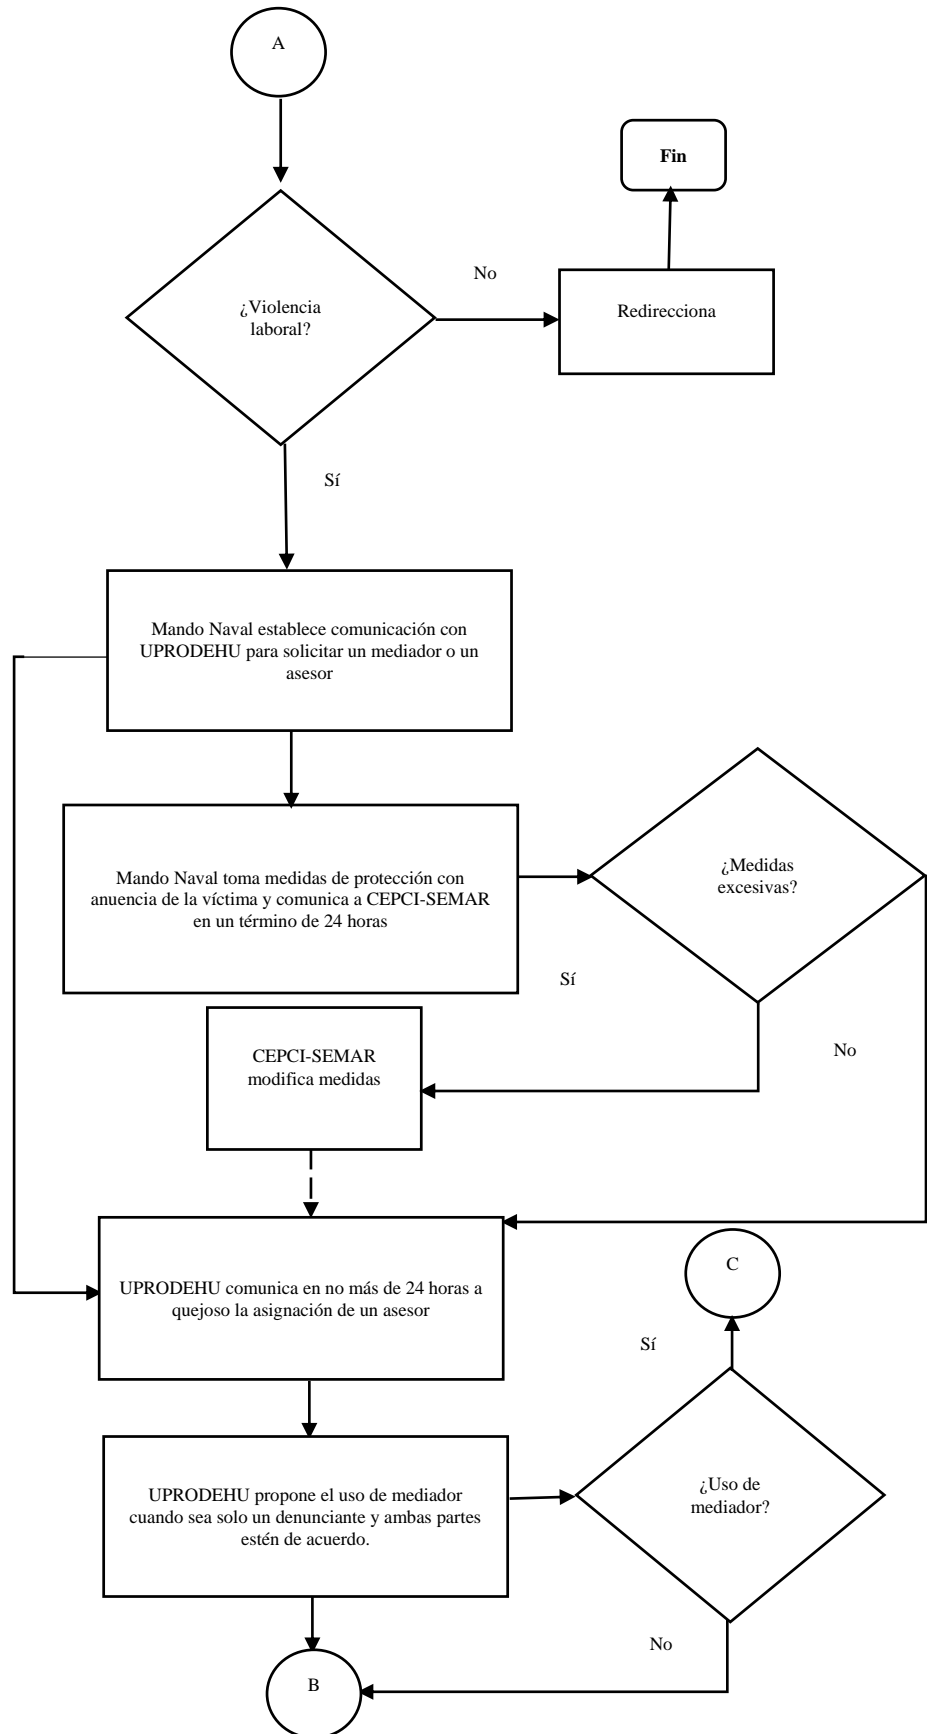 A
Fin
No
Redirecciona
¿Violencia
laboral?
Sí
Mando Naval establece comunicación con
UPRODEHU para solicitar un mediador o un
asesor
¿Medidas
excesivas?
Mando Naval toma medidas de protección con
anuencia de la víctima y comunica a CEPCI-SEMAR
en un término de 24 horas
Sí
No
CEPCI-SEMAR
modifica medidas
UPRODEHU comunica en no más de 24 horas a
quejoso la asignación de un asesor
C
Sí
UPRODEHU propone el uso de mediador
cuando sea solo un denunciante y ambas partes
estén de acuerdo.
¿Uso de
mediador?
No
B